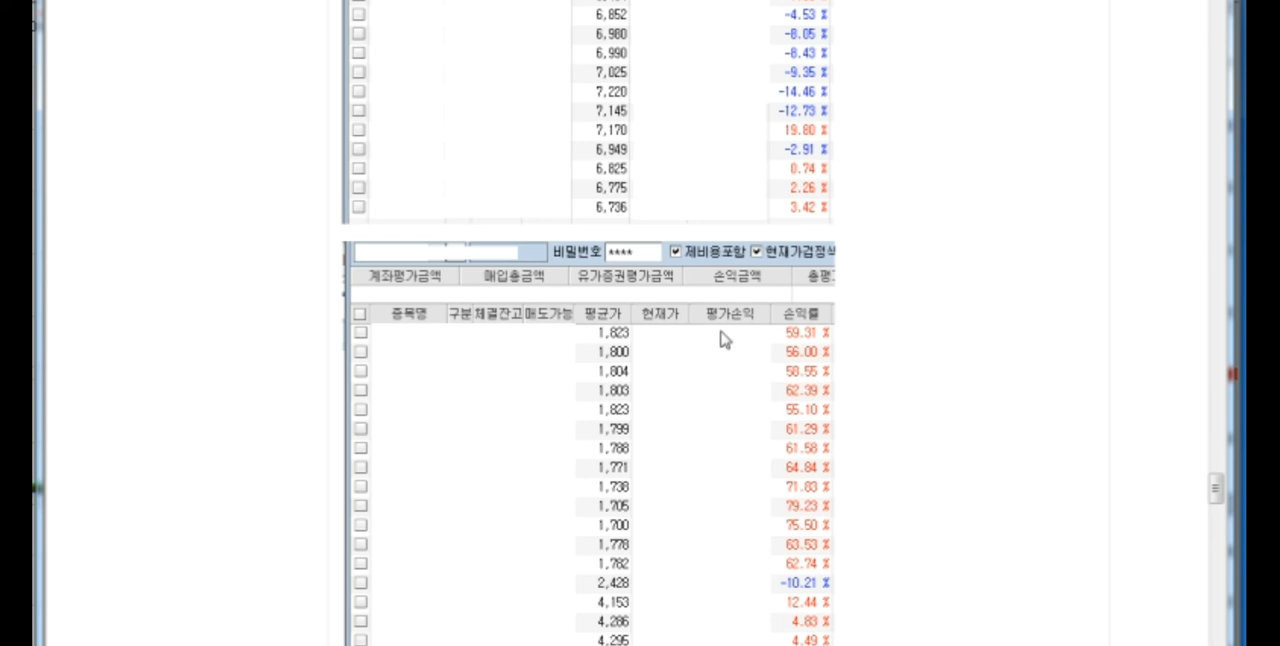 6,852 -4.53 %
6,980 -8.05 %
6,990 -8.43 %
7,025 -9.35 %
7,220 -14.46 %
7,145 -12.73 %
7,170 19.80 %
6,949 -2.91 %
6,825 0.74 %
6,775 2.26 %
6,736 3.42 %
비밀번호 **** 제비용포함 현재가검정색
계좌평가금액 매입총금액 유가증권평가금액 손익금액 총평가
종목명 구분 체결잔고 매도가능 평균가 현재가 평가손익 손익률
1,823 59.31 %
1,800 56.00 %
1,804 58.55 %
1,803 62.39 %
1,823 55.10 %
1,799 61.29 %
1,788 61.58 %
1,771 64.84 %
1,738 71.83 %
1,705 79.23 %
1,700 75.50 %
1,778 63.53 %
1,782 62.74 %
2,428 -10.21 %
4,153 12.44 %
4,286 4.83 %
4,295 4.49 %